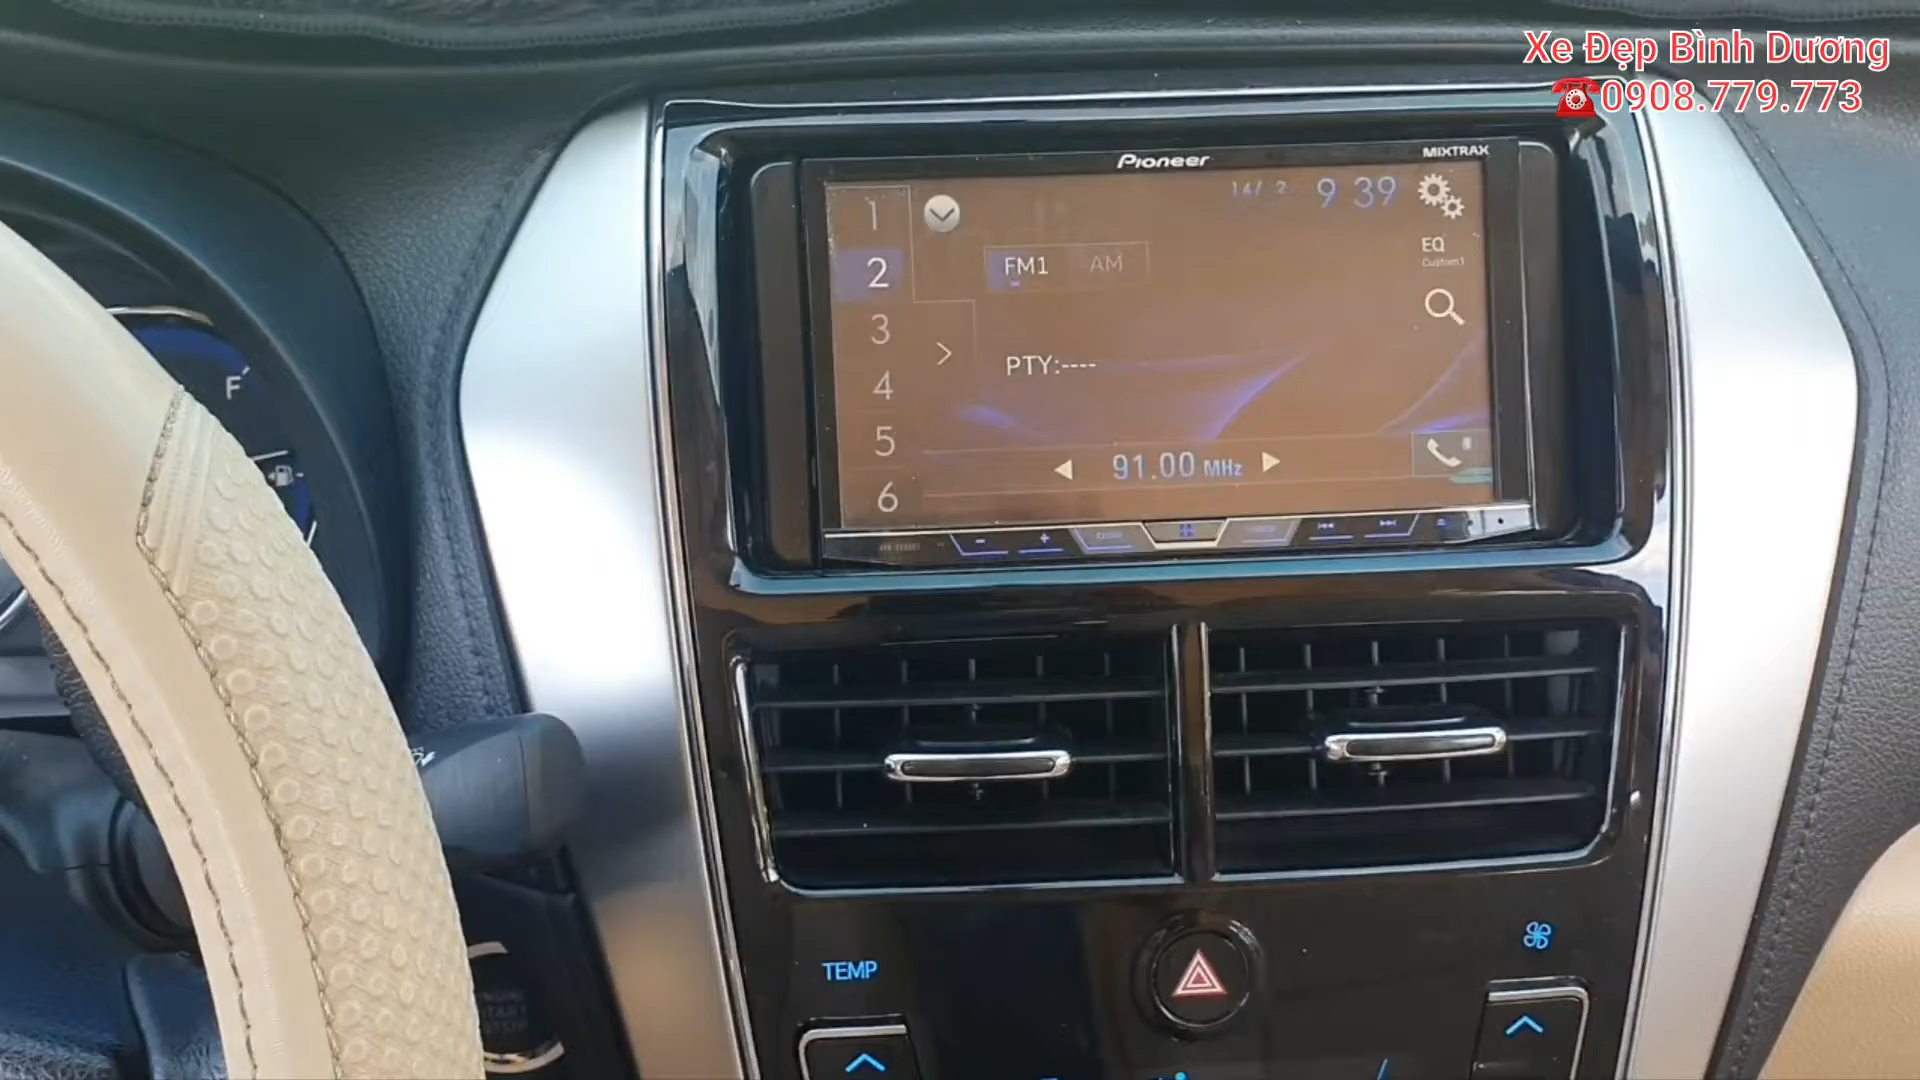 Xe Đẹp Bình Dương
☎0908.779.773
Pioneer
MIXTRAX
1
9 39
2
FM1
AM
EQ
Custom1
3
PTY:----
4
5
91.00 MHz
6
F
TEMP